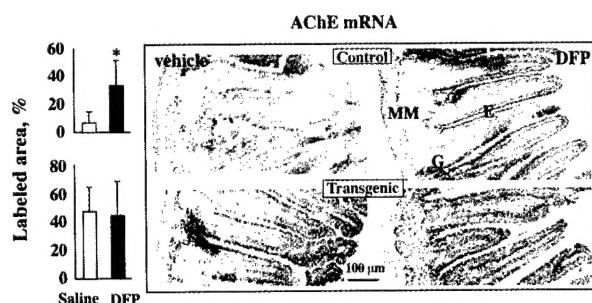 AChE mRNA
vehicle
Control
DFP
MM
E
G
G
Transgenic
100 µm
Labeled area, %
60
40
20
0
*
80
60
40
20
0
Saline DFP